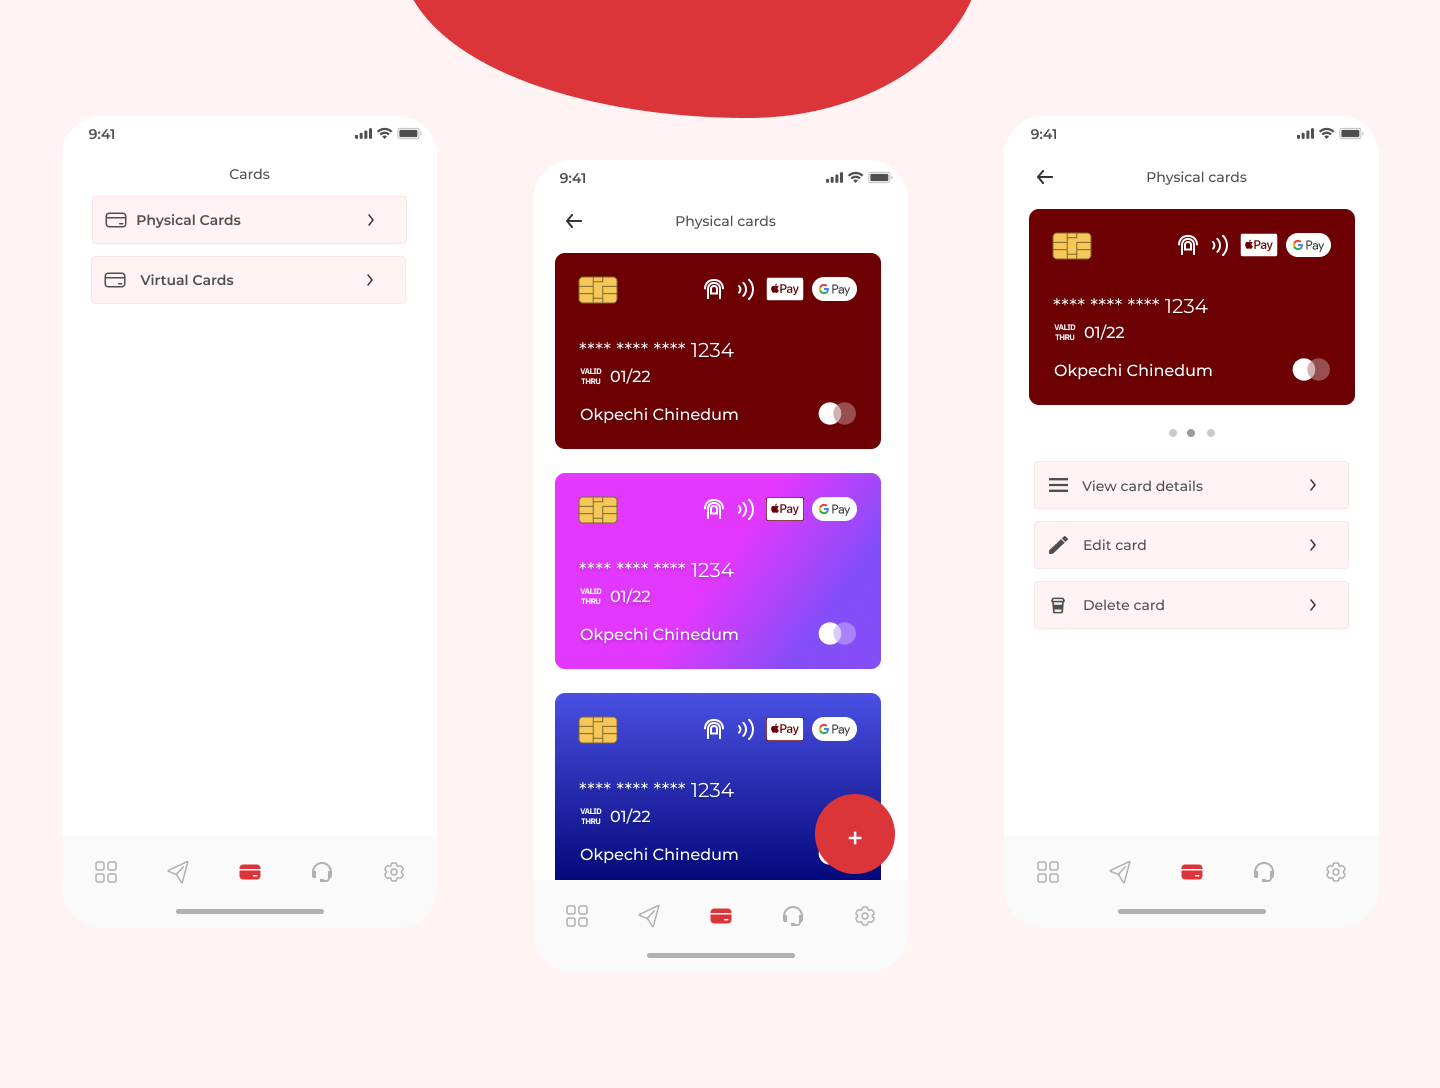 9:41
Cards
Physical Cards
Virtual Cards
9:41
Physical cards
Pay G Pay
**** **** **** 1234
VALID
THRU 01/22
Okpechi Chinedum
Pay G Pay
**** **** **** 1234
VALID
THRU 01/22
Okpechi Chinedum
Pay G Pay
**** **** **** 1234
VALID
THRU 01/22
Okpechi Chinedum
+
9:41
Physical cards
Pay G Pay
**** **** **** 1234
VALID
THRU 01/22
Okpechi Chinedum
View card details
Edit card
Delete card